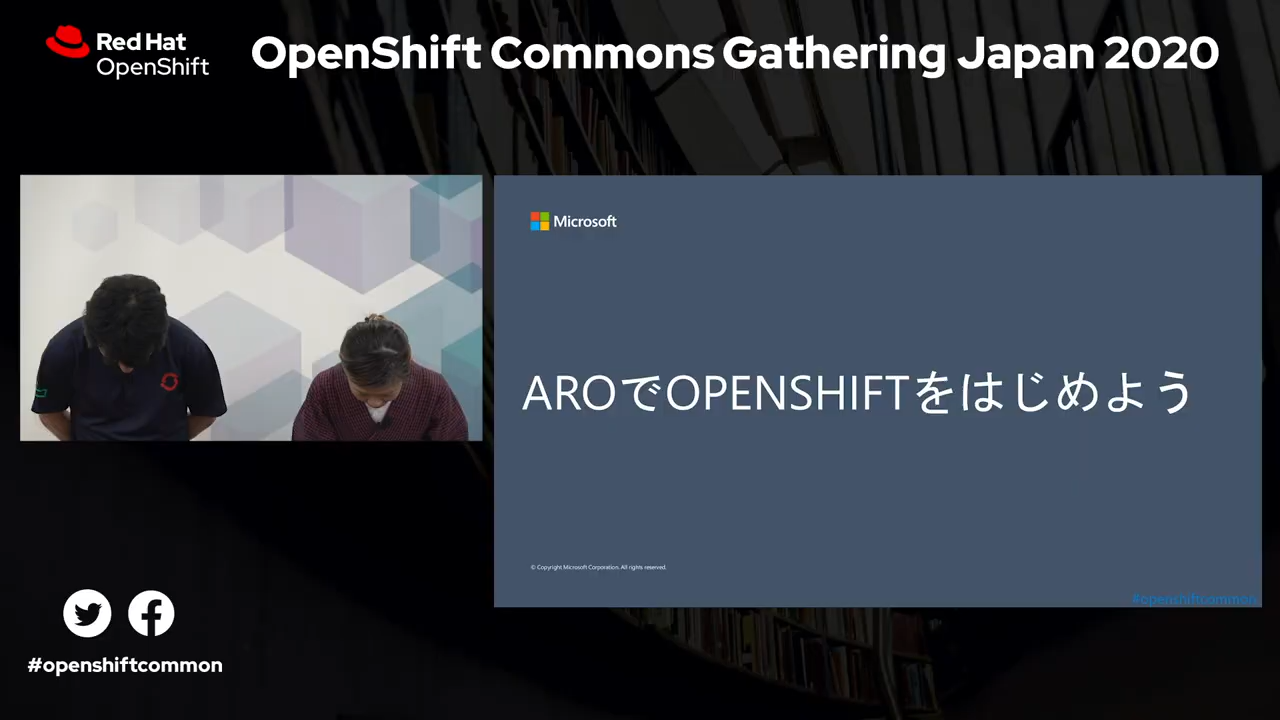 Red Hat
OpenShift
OpenShift Commons Gathering Japan 2020
Microsoft
AROでOPENSHIFTをはじめよう
© Copyright Microsoft Corporation. All rights reserved.
#openshiftcommon
#openshiftcommon